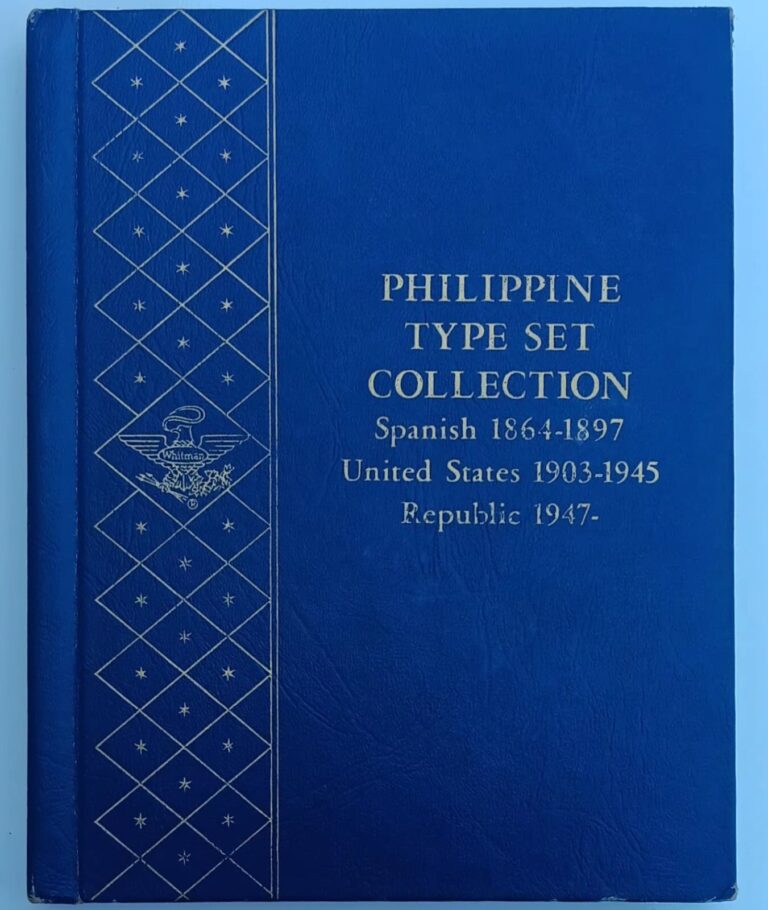 PHILIPPINE
TYPE SET
COLLECTION
Spanish 1864-1897
United States 1903-1945
Republic 1947-
Whitman
®